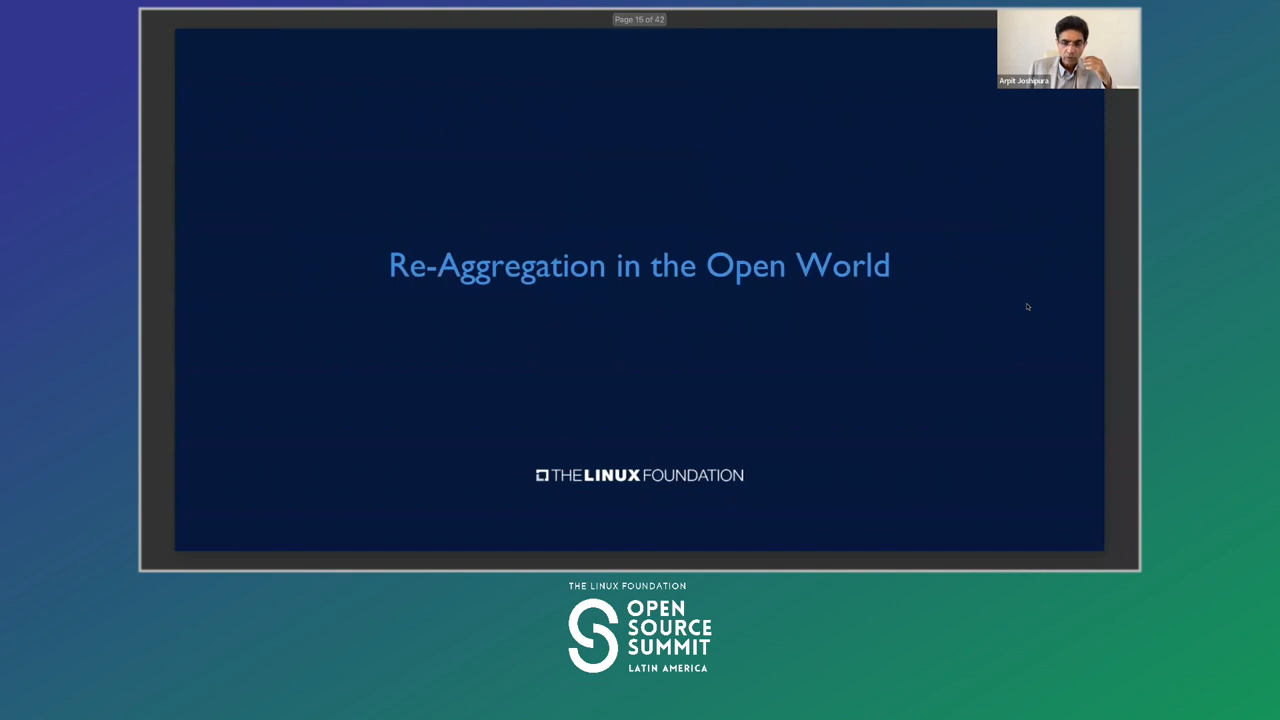 Page 15 of 42
Arpit Joshipura
Re-Aggregation in the Open World
THE LINUX FOUNDATION
THE LINUX FOUNDATION
OPEN
SOURCE
SUMMIT
LATIN AMERICA